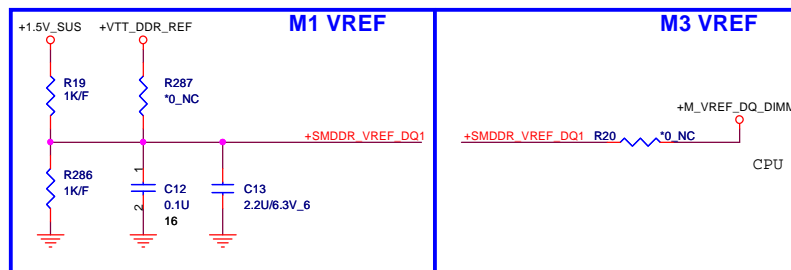 M1 VREF
+1.5V_SUS
+VTT_DDR_REF
R19
1K/F
R287
*0_NC
+SMDDR_VREF_DQ1
R286
1K/F
1
2
C12
0.1U
16
C13
2.2U/6.3V_6
M3 VREF
+M_VREF_DQ_DIMM
+SMDDR_VREF_DQ1
R20
*0_NC
CPU